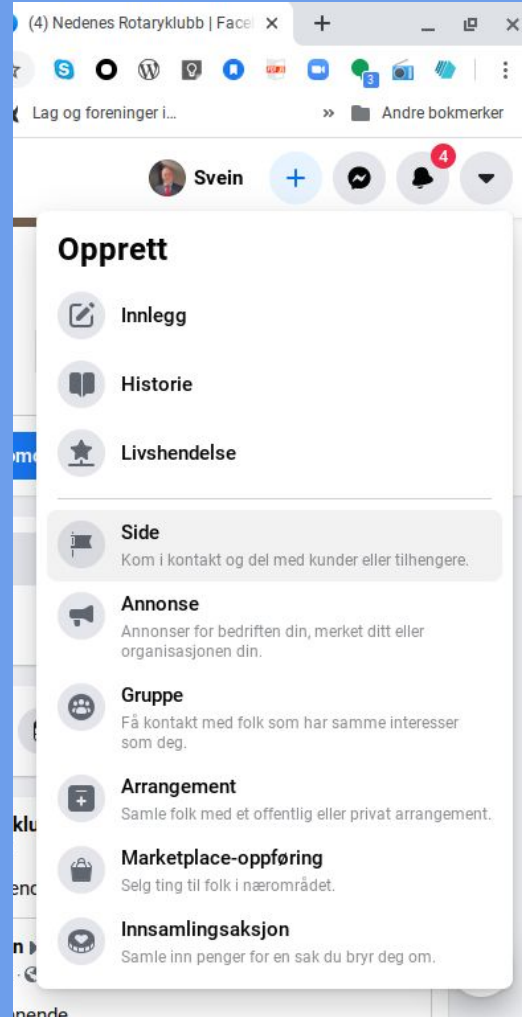 (4) Nedenes Rotaryklubb | Face
3
Lag og foreninger i...
» Andre bokmerker
Svein
4
Opprett
Innlegg
Historie
Livshendelse
Side
Kom i kontakt og del med kunder eller tilhengere.
Annonse
Annonser for bedriften din, merket ditt eller
organisasjonen din.
Gruppe
Få kontakt med folk som har samme interesser
som deg.
Arrangement
Samle folk med et offentlig eller privat arrangement.
Marketplace-oppføring
Selg ting til folk i nærområdet.
Innsamlingsaksjon
Samle inn penger for en sak du bryr deg om.